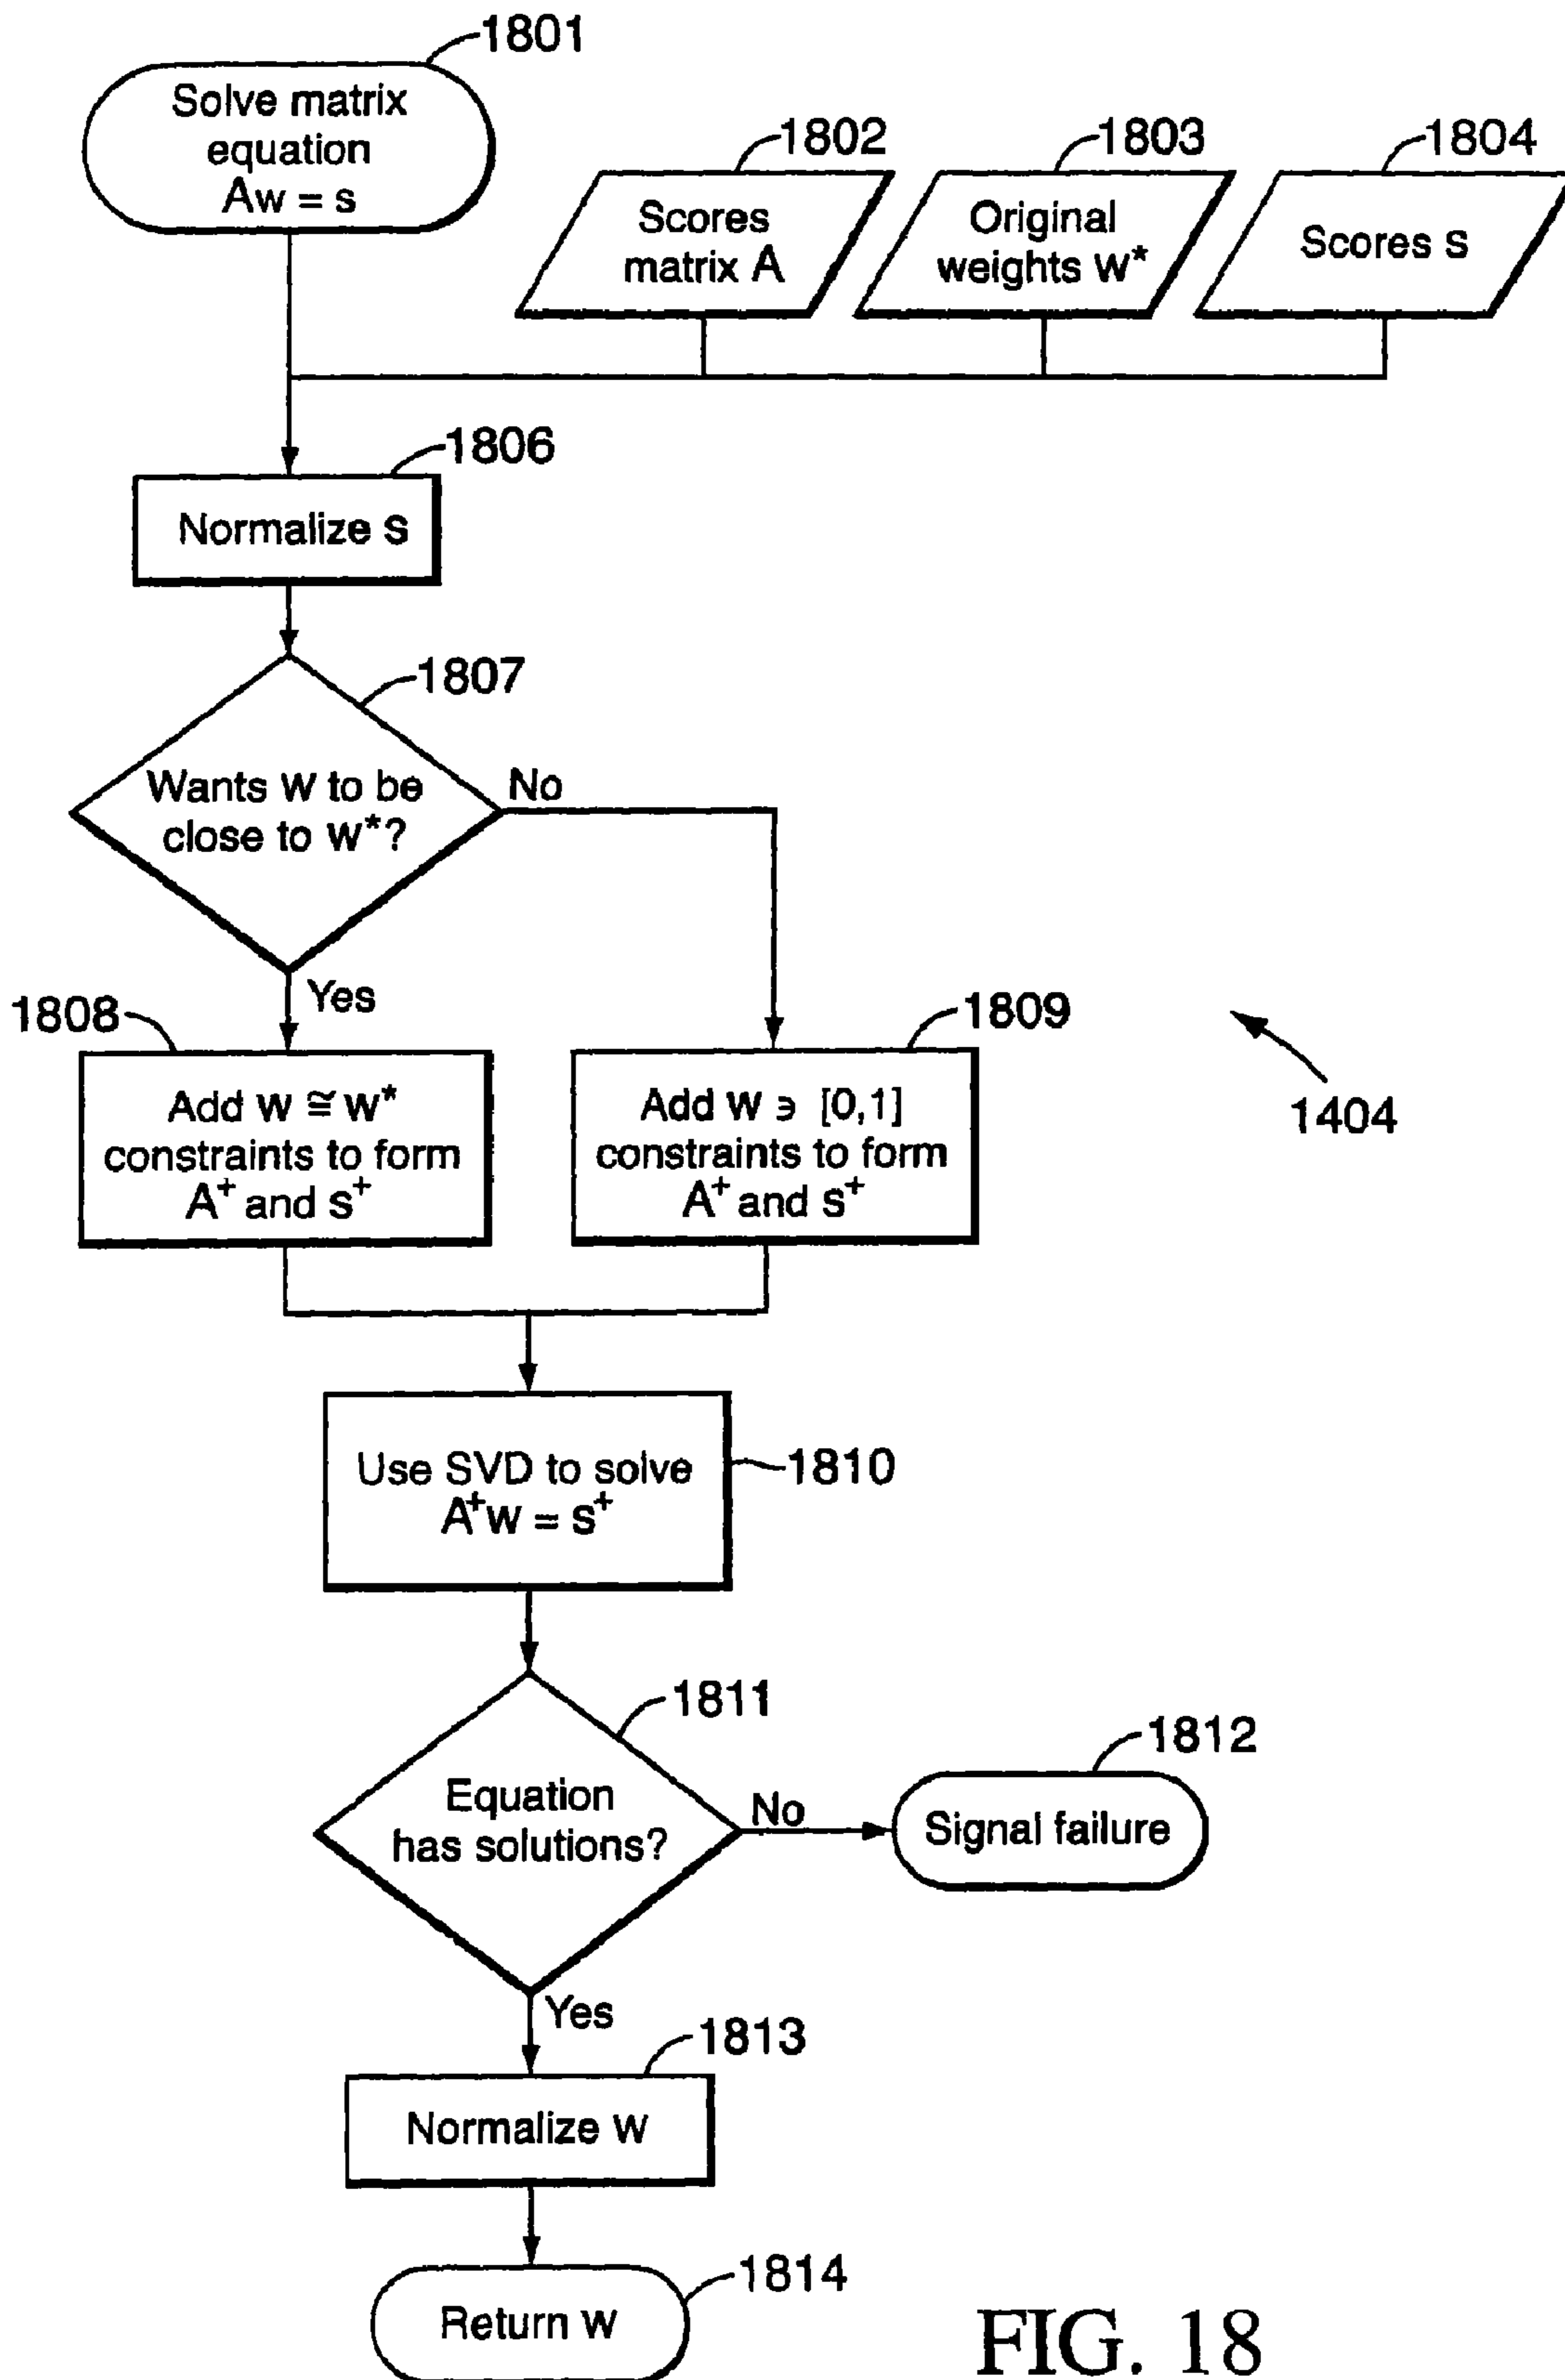 1801
Solve matrix
equation
Aw = s
1802
Scores
matrix A
1803
Original
weights w*
1804
Scores s
1806
Normalize s
1807
Wants w to be
close to w*?
No
Yes
1808
Add w ≅ w*
constraints to form
A⁺ and s⁺
1809
Add w ∍ [0,1]
constraints to form
A⁺ and s⁺
1404
Use SVD to solve
A⁺w = s⁺
1810
1811
Equation
has solutions?
No
1812
Signal failure
Yes
1813
Normalize w
1814
Return w
FIG. 18